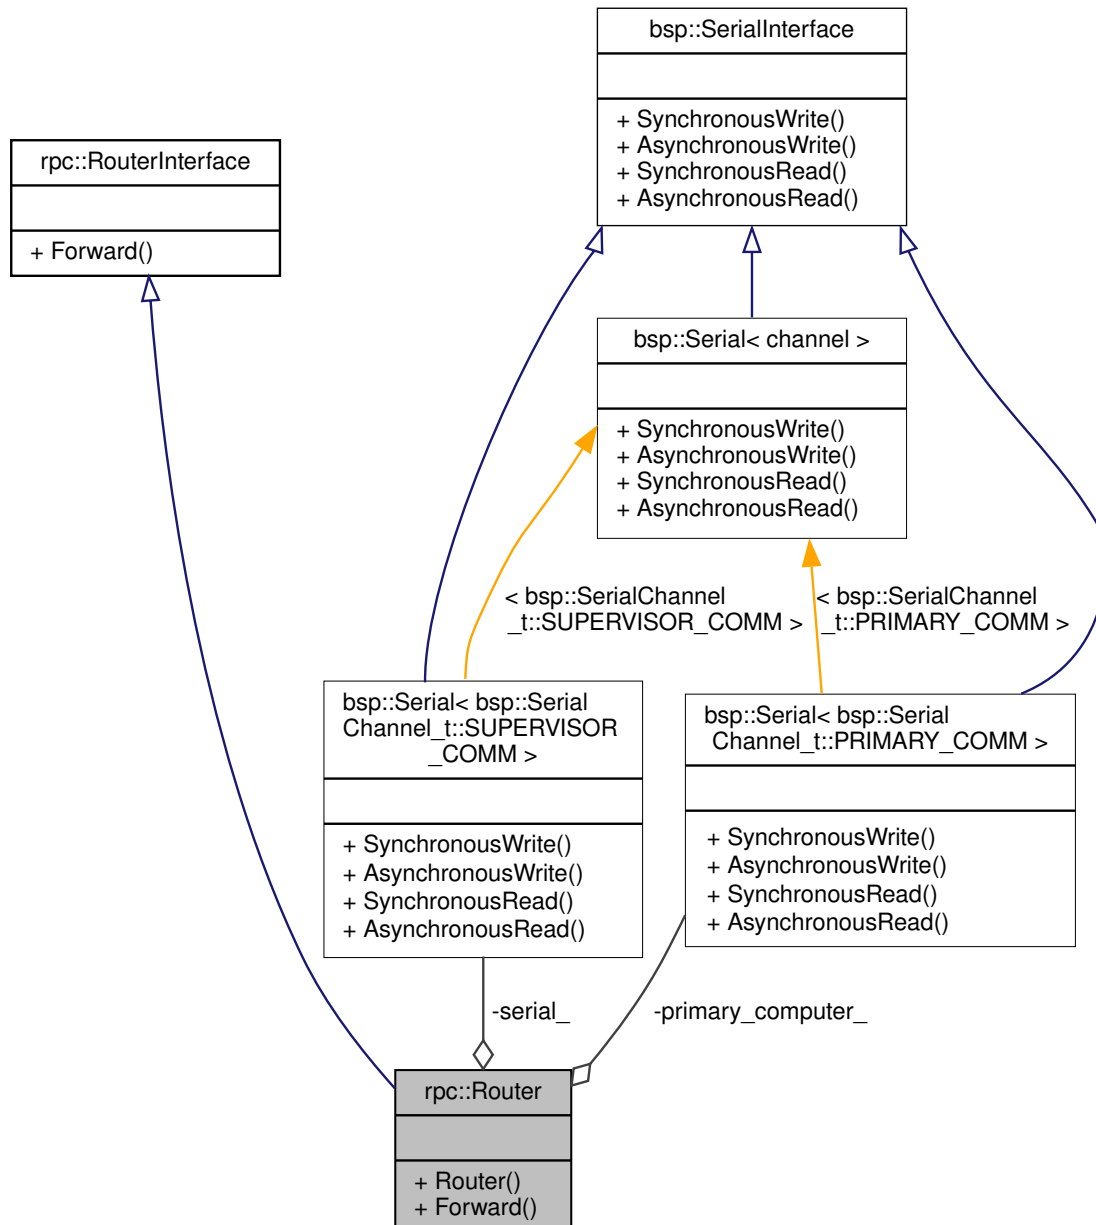 bsp::SerialInterface
+ SynchronousWrite()
+ AsynchronousWrite()
+ SynchronousRead()
+ AsynchronousRead()
rpc::RouterInterface
+ Forward()
bsp::Serial< channel >
+ SynchronousWrite()
+ AsynchronousWrite()
+ SynchronousRead()
+ AsynchronousRead()
< bsp::SerialChannel
_t::SUPERVISOR_COMM >
< bsp::SerialChannel
_t::PRIMARY_COMM >
bsp::Serial< bsp::Serial
Channel_t::SUPERVISOR
_COMM >
+ SynchronousWrite()
+ AsynchronousWrite()
+ SynchronousRead()
+ AsynchronousRead()
bsp::Serial< bsp::Serial
Channel_t::PRIMARY_COMM >
+ SynchronousWrite()
+ AsynchronousWrite()
+ SynchronousRead()
+ AsynchronousRead()
-serial_
-primary_computer_
rpc::Router
+ Router()
+ Forward()